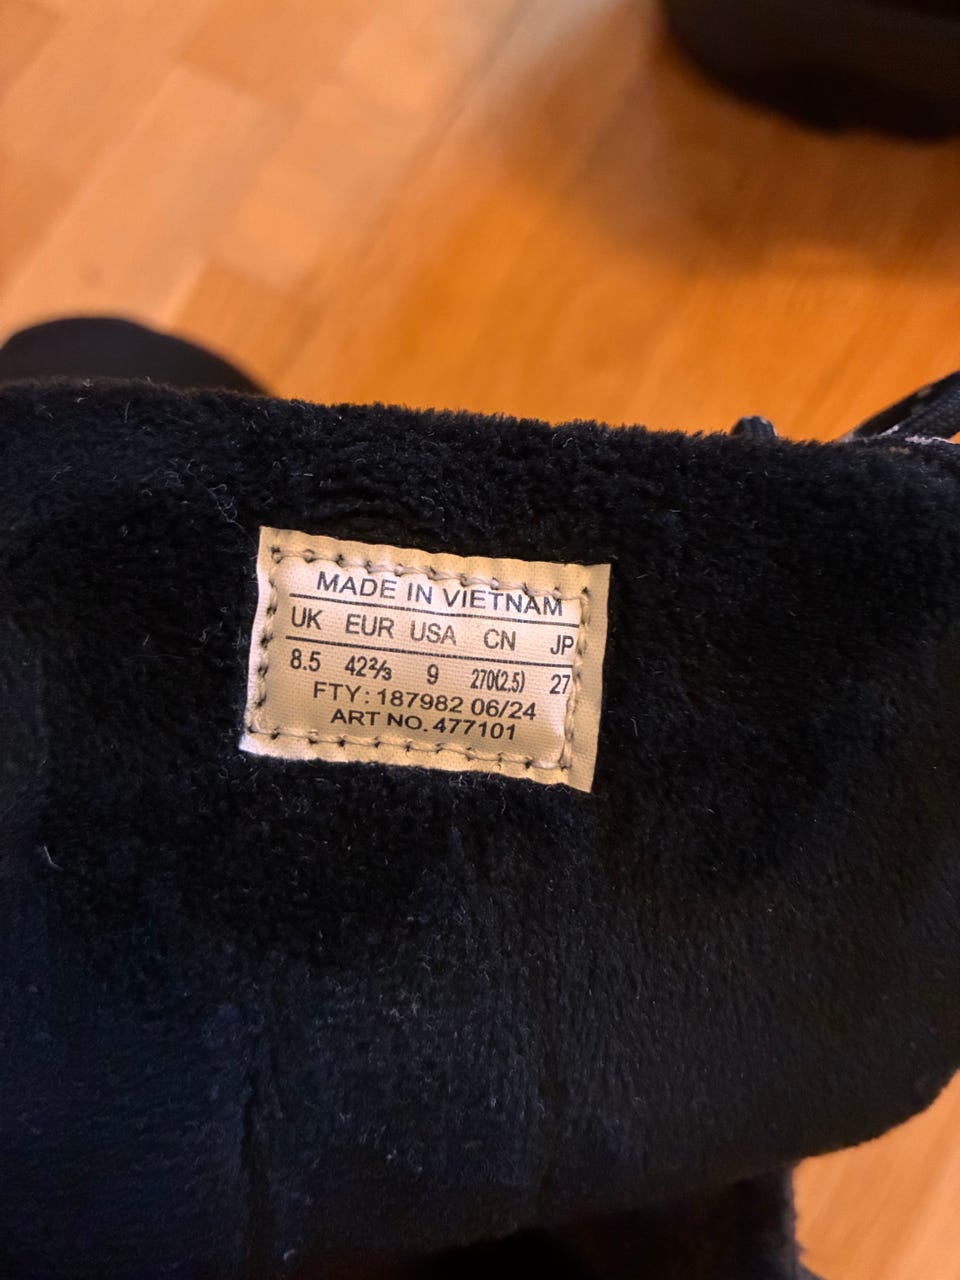 MADE IN VIETNAM
UK EUR USA CN JP
8.5 42⅔ 9 270(2.5) 27
FTY: 187982 06/24
ART NO. 477101